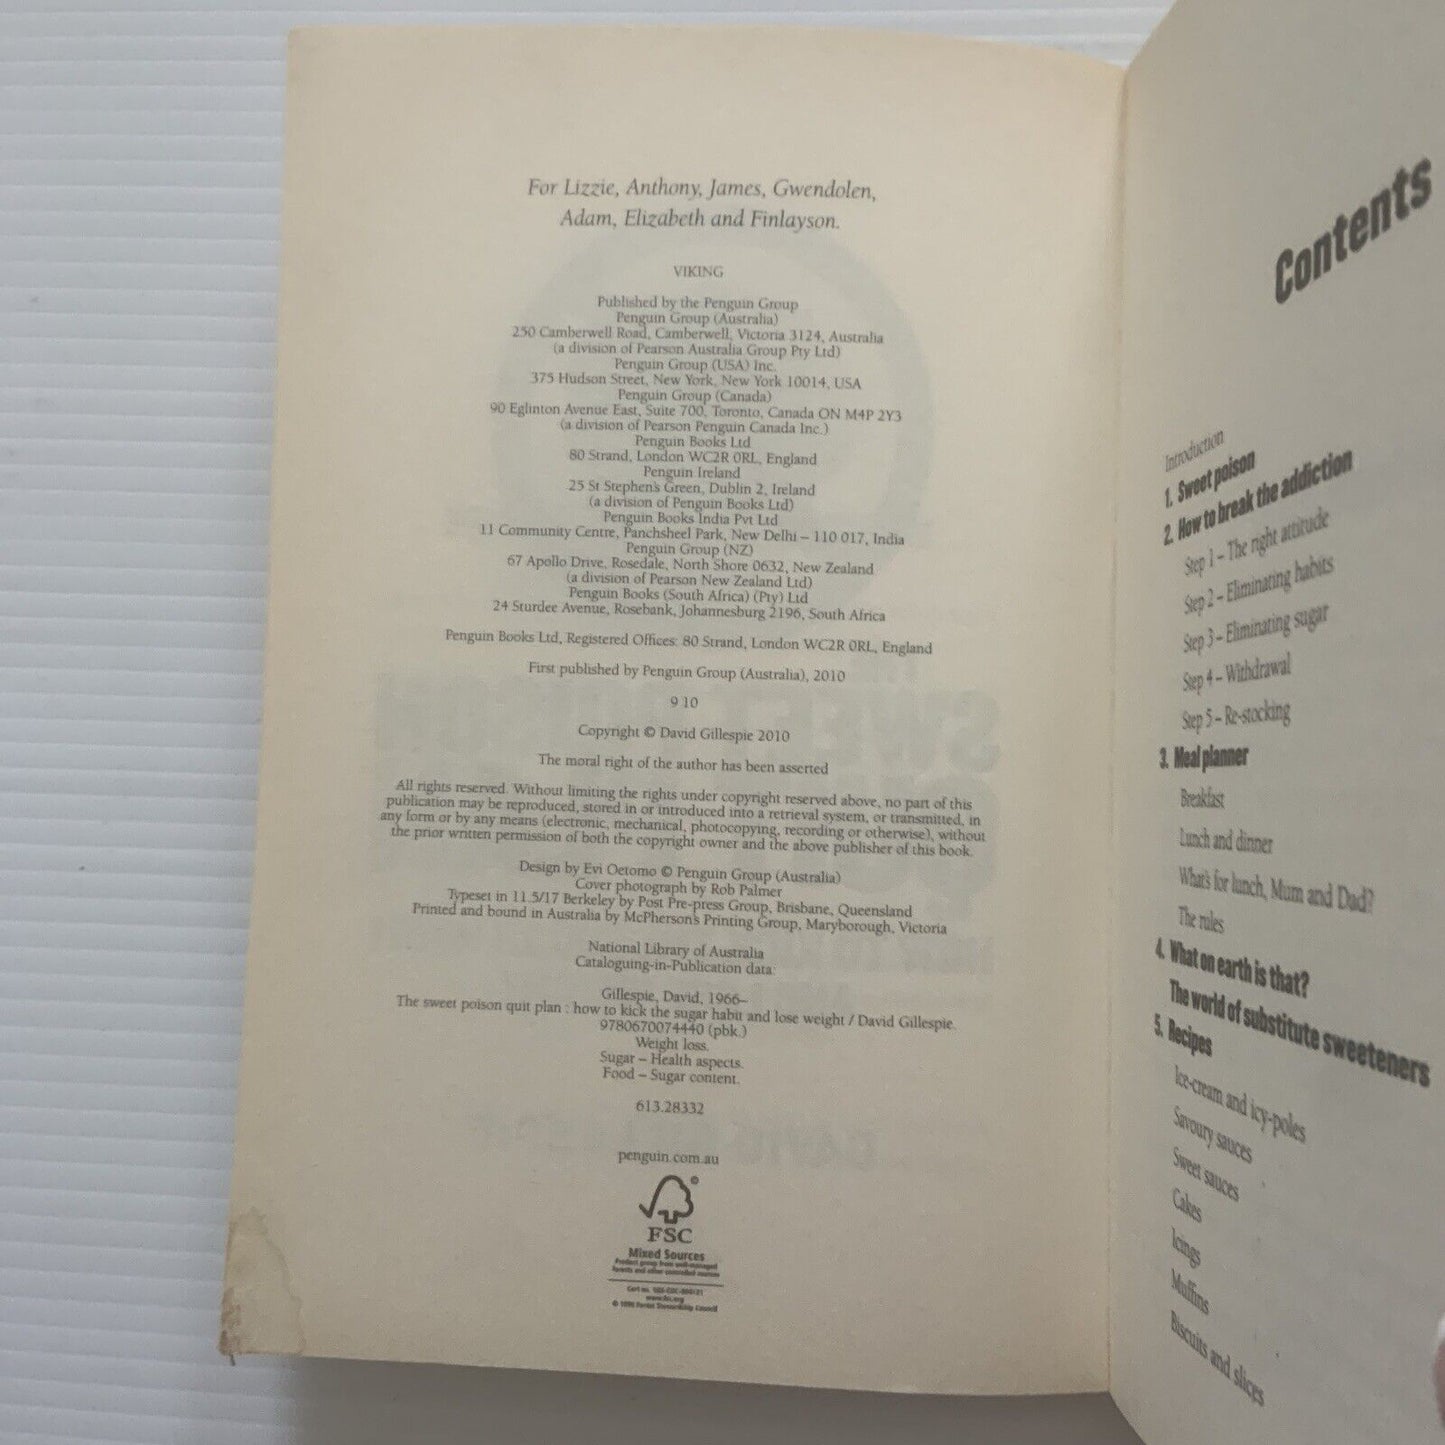 For Lizzie, Anthony, James, Gwendolen,
Adam, Elizabeth and Finlayson.
VIKING
Published by the Penguin Group
Penguin Group (Australia)
250 Camberwell Road, Camberwell, Victoria 3124, Australia
(a division of Pearson Australia Group Pty Ltd)
Penguin Group (USA) Inc.
375 Hudson Street, New York, New York 10014, USA
Penguin Group (Canada)
90 Eglinton Avenue East, Suite 700, Toronto, Canada ON M4P 2Y3
(a division of Pearson Penguin Canada Inc.)
Penguin Books Ltd
80 Strand, London WC2R 0RL, England
Penguin Ireland
25 St Stephen's Green, Dublin 2, Ireland
(a division of Penguin Books Ltd)
Penguin Books India Pvt Ltd
11 Community Centre, Panchsheel Park, New Delhi – 110 017, India
Penguin Group (NZ)
67 Apollo Drive, Rosedale, North Shore 0632, New Zealand
(a division of Pearson New Zealand Ltd)
Penguin Books (South Africa) (Pty) Ltd
24 Sturdee Avenue, Rosebank, Johannesburg 2196, South Africa
Penguin Books Ltd, Registered Offices: 80 Strand, London WC2R 0RL, England
First published by Penguin Group (Australia), 2010
9 10
Copyright © David Gillespie 2010
The moral right of the author has been asserted
All rights reserved. Without limiting the rights under copyright reserved above, no part of this
publication may be reproduced, stored in or introduced into a retrieval system, or transmitted, in
any form or by any means (electronic, mechanical, photocopying, recording or otherwise), without
the prior written permission of both the copyright owner and the above publisher of this book.
Design by Evi Oetomo © Penguin Group (Australia)
Cover photograph by Rob Palmer
Typeset in 11.5/17 Berkeley by Post Pre-press Group, Brisbane, Queensland
Printed and bound in Australia by McPherson's Printing Group, Maryborough, Victoria
National Library of Australia
Cataloguing-in-Publication data:
Gillespie, David, 1966–
The sweet poison quit plan : how to kick the sugar habit and lose weight / David Gillespie.
9780670074440 (pbk.)
Weight loss.
Sugar – Health aspects.
Food – Sugar content.
613.28332
penguin.com.au
®
FSC
Mixed Sources
Product group from well-managed
forests and other controlled sources
www.fsc.org
© 1996 Forest Stewardship Council
Contents
Introduction
1. Sweet poison
2. How to break the addiction
Step 1 – The right attitude
Step 2 – Eliminating habits
Step 3 – Eliminating sugar
Step 4 – Withdrawal
Step 5 – Re-stocking
3. Meal planner
Breakfast
Lunch and dinner
What's for lunch, Mum and Dad?
The rules
4. What on earth is that?
The world of substitute sweeteners
5. Recipes
Ice-cream and icy-poles
Savoury sauces
Sweet sauces
Cakes
Icings
Muffins
Biscuits and slices